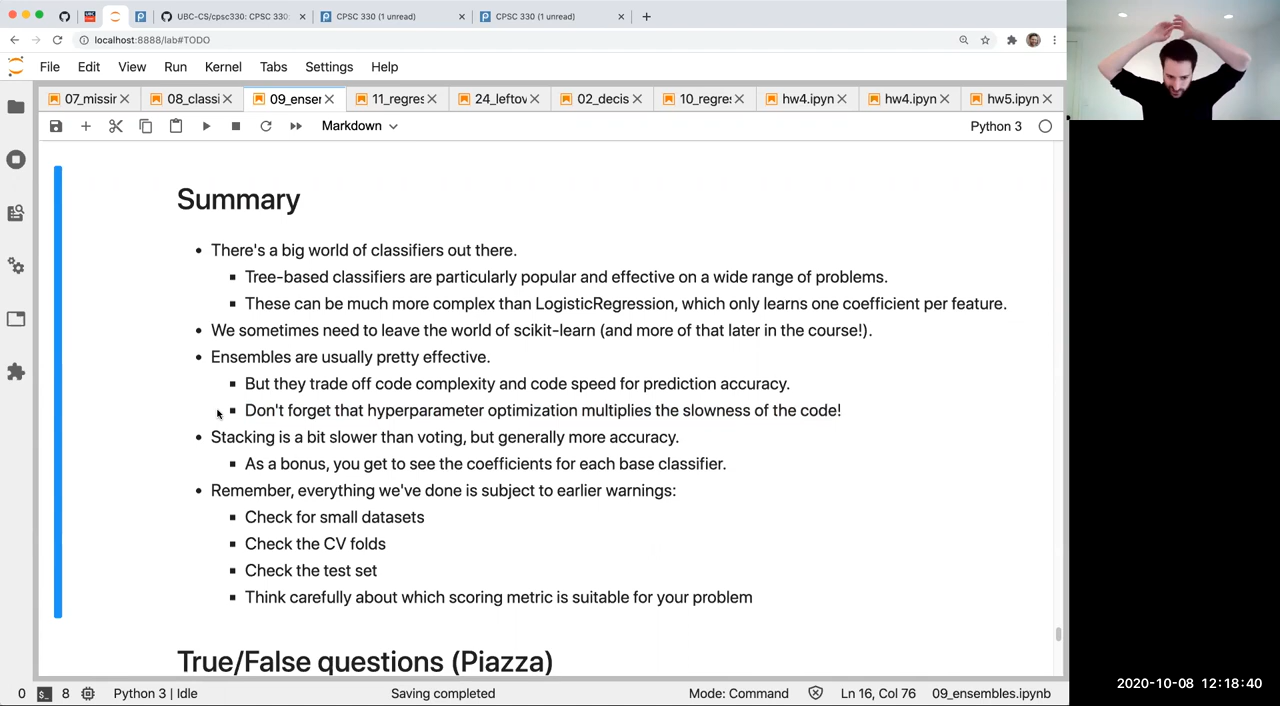 UBC-CS/cpsc330: CPSC 330:
CPSC 330 (1 unread)
CPSC 330 (1 unread)
localhost:8888/lab#TODO
File Edit View Run Kernel Tabs Settings Help
07_missir 08_classi 09_enser 11_regres 24_leftov 02_decis 10_regre hw4.ipyn hw4.ipyn hw5.ipyn
Markdown Python 3
Summary
• There's a big world of classifiers out there.
▪ Tree-based classifiers are particularly popular and effective on a wide range of problems.
▪ These can be much more complex than LogisticRegression, which only learns one coefficient per feature.
• We sometimes need to leave the world of scikit-learn (and more of that later in the course!).
• Ensembles are usually pretty effective.
▪ But they trade off code complexity and code speed for prediction accuracy.
▪ Don't forget that hyperparameter optimization multiplies the slowness of the code!
• Stacking is a bit slower than voting, but generally more accuracy.
▪ As a bonus, you get to see the coefficients for each base classifier.
• Remember, everything we've done is subject to earlier warnings:
▪ Check for small datasets
▪ Check the CV folds
▪ Check the test set
▪ Think carefully about which scoring metric is suitable for your problem
True/False questions (Piazza)
0 8 Python 3 | Idle Saving completed Mode: Command Ln 16, Col 76 09_ensembles.ipynb
2020-10-08 12:18:40